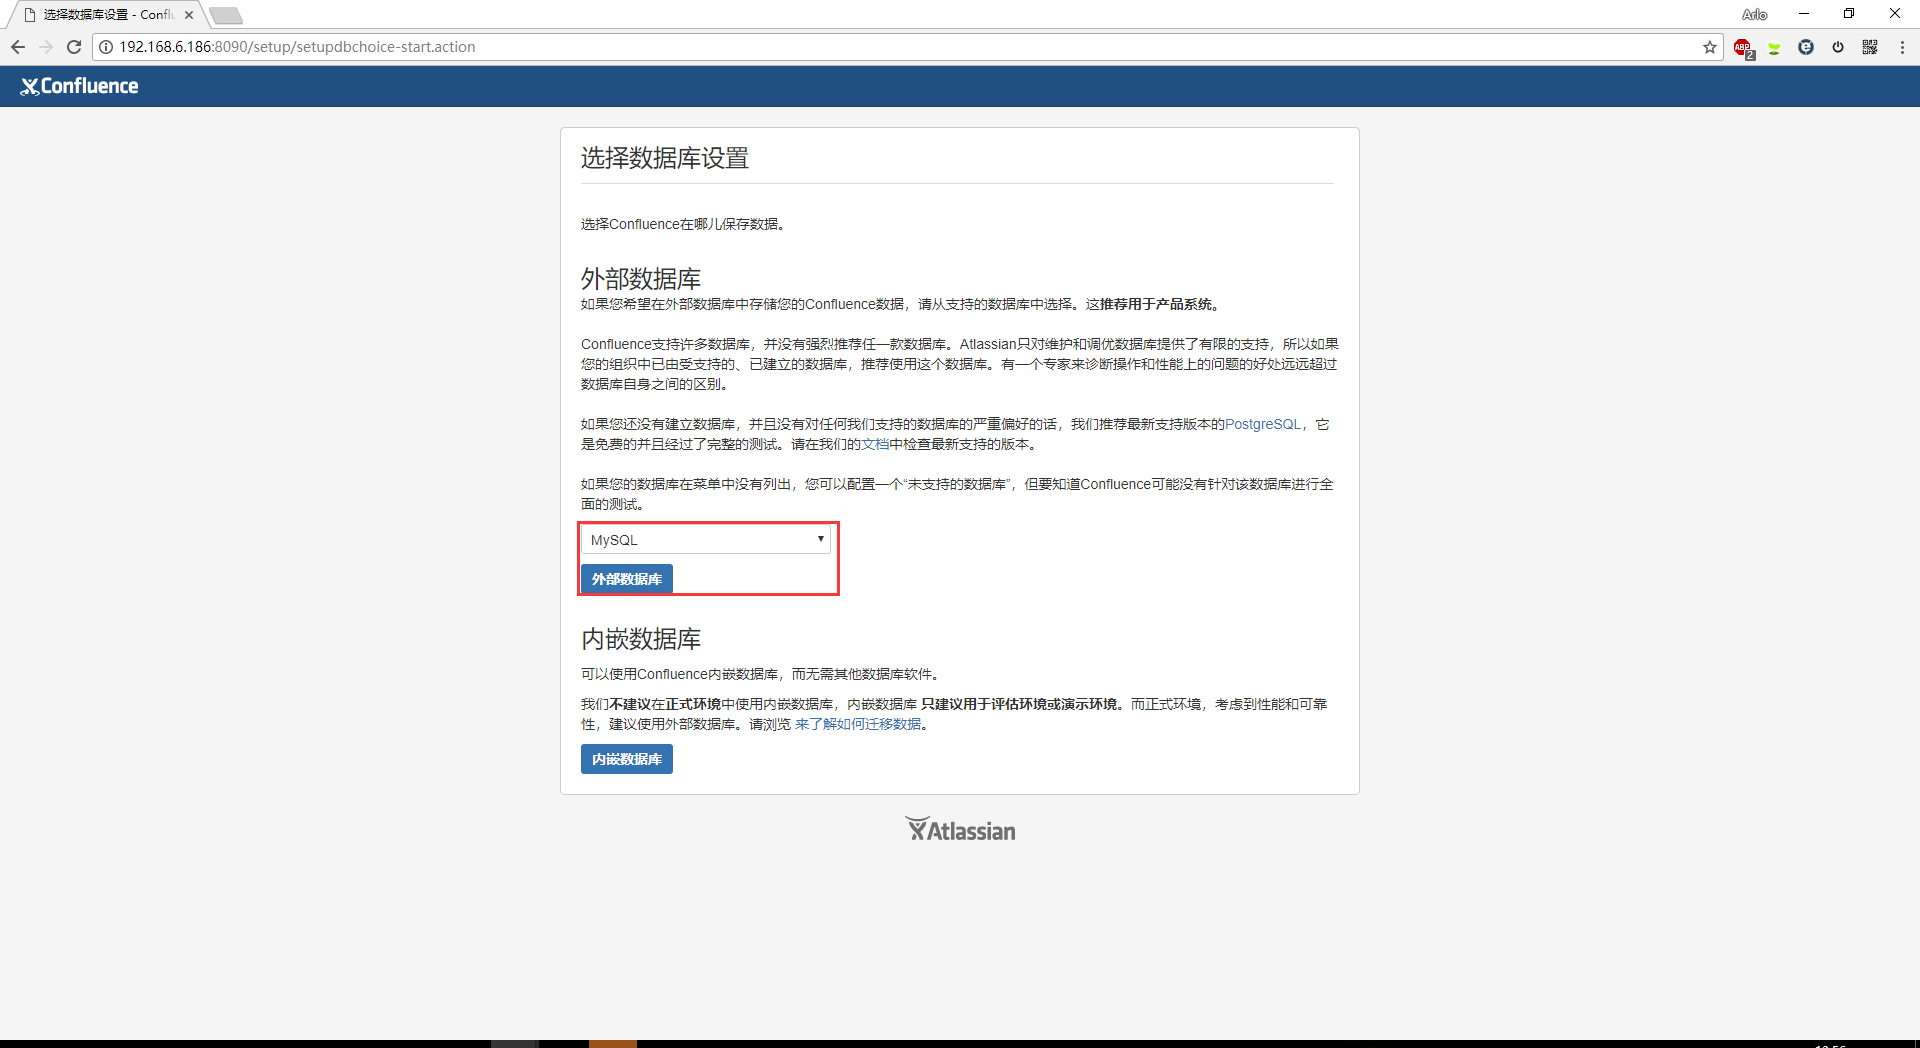 选择数据库设置 - Conflu
Arlo
192.168.6.186:8090/setup/setupdbchoice-start.action
ABP
2
Confluence
选择数据库设置
选择Confluence在哪儿保存数据。
外部数据库
如果您希望在外部数据库中存储您的Confluence数据，请从支持的数据库中选择。这推荐用于产品系统。
Confluence支持许多数据库，并没有强烈推荐任一款数据库。Atlassian只对维护和调优数据库提供了有限的支持，所以如果
您的组织中已由受支持的、已建立的数据库，推荐使用这个数据库。有一个专家来诊断操作和性能上的问题的好处远远超过
数据库自身之间的区别。
如果您还没有建立数据库，并且没有对任何我们支持的数据库的严重偏好的话，我们推荐最新支持版本的PostgreSQL，它
是免费的并且经过了完整的测试。请在我们的文档中检查最新支持的版本。
如果您的数据库在菜单中没有列出，您可以配置一个“未支持的数据库”，但要知道Confluence可能没有针对该数据库进行全
面的测试。
MySQL
外部数据库
内嵌数据库
可以使用Confluence内嵌数据库，而无需其他数据库软件。
我们不建议在正式环境中使用内嵌数据库，内嵌数据库 只建议用于评估环境或演示环境。而正式环境，考虑到性能和可靠
性，建议使用外部数据库。请浏览 来了解如何迁移数据。
内嵌数据库
Atlassian